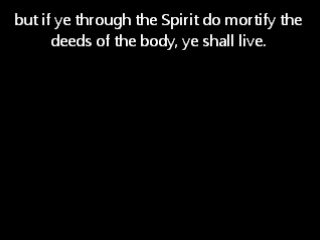 but if ye through the Spirit do mortify the
deeds of the body, ye shall live.